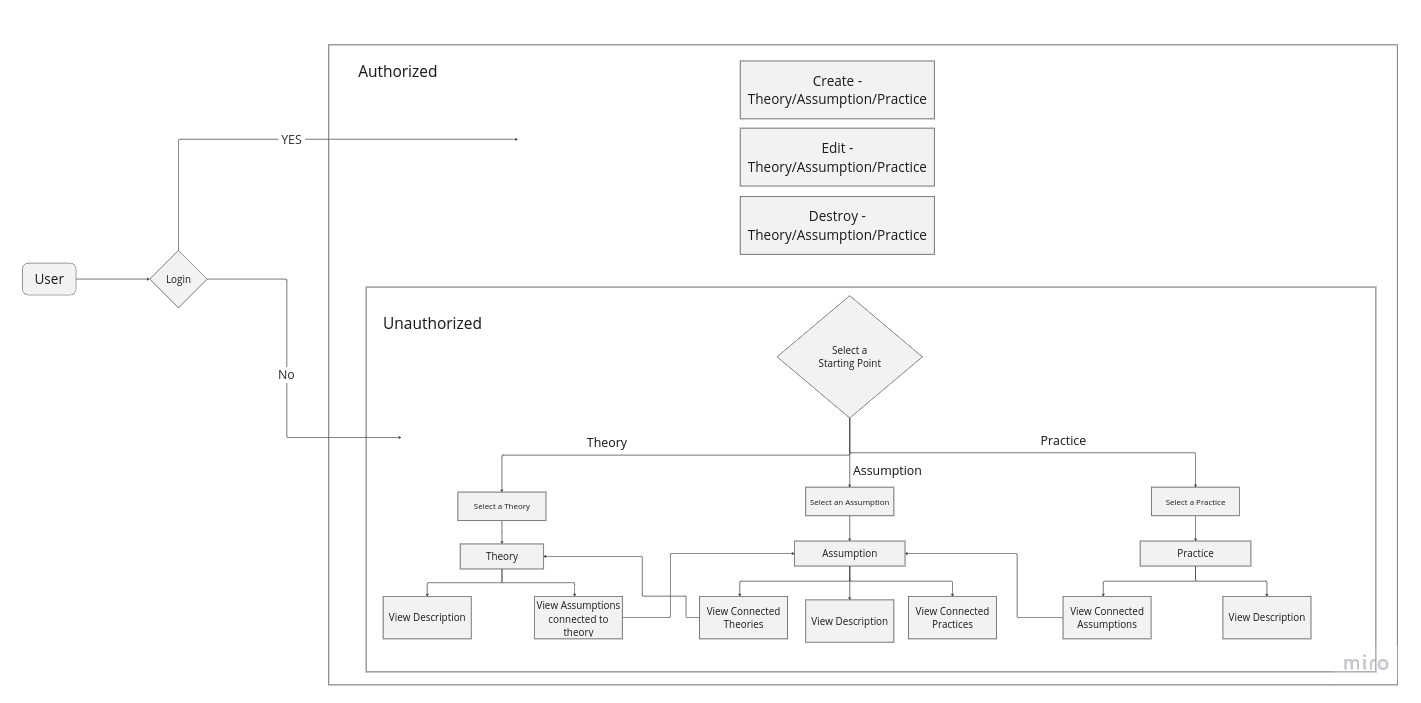 Authorized
Create -
Theory/Assumption/Practice
Edit -
Theory/Assumption/Practice
Destroy -
Theory/Assumption/Practice
YES
User
Login
No
Unauthorized
Select a
Starting Point
Theory
Assumption
Practice
Select a Theory
Select an Assumption
Select a Practice
Theory
Assumption
Practice
View Description
View Assumptions
connected to
theory
View Connected
Theories
View Description
View Connected
Practices
View Connected
Assumptions
View Description
miro